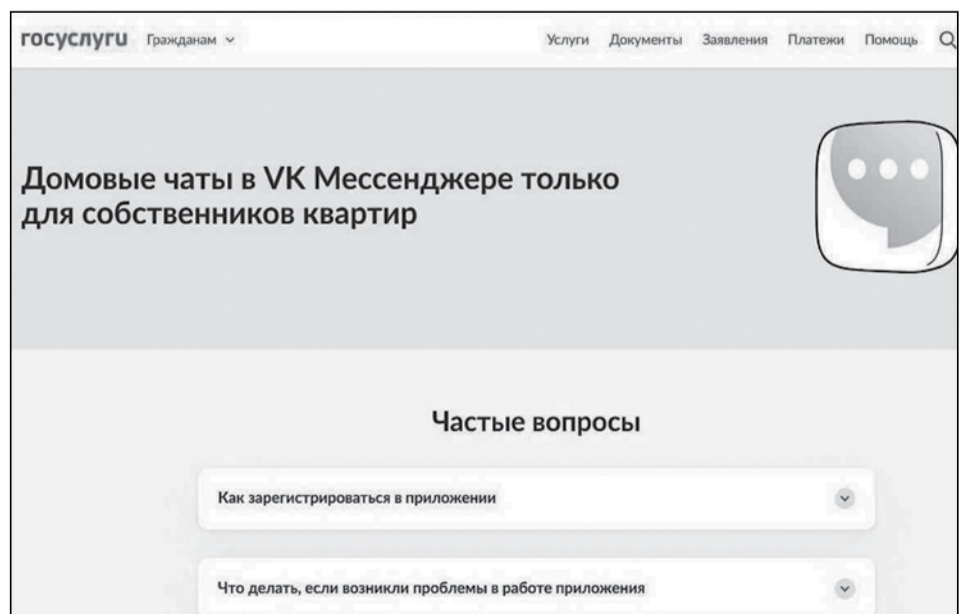 госуслуги Гражданам Услуги Документы Заявления Платежи Помощь
Домовые чаты в VK Мессенджере только
для собственников квартир
Частые вопросы
Как зарегистрироваться в приложении
Что делать, если возникли проблемы в работе приложения